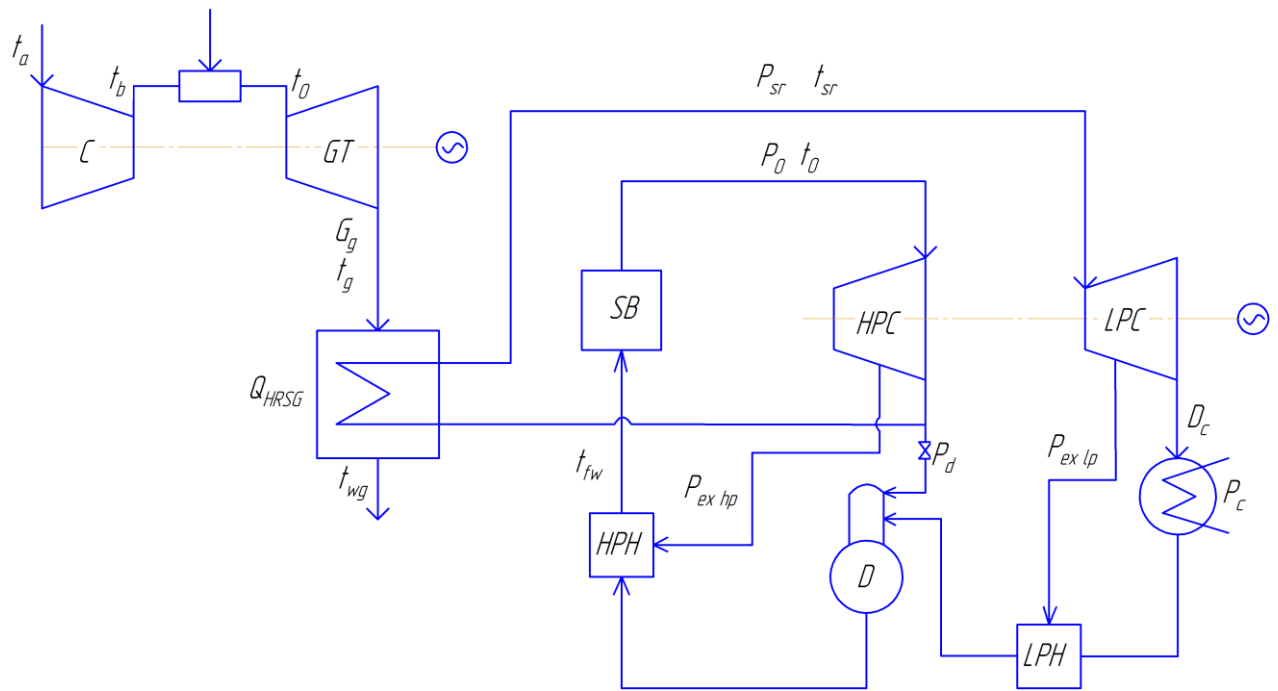 t_a
t_b
t_0
C
GT
P_sr t_sr
P_0 t_0
G_g
t_g
SB
HPC
LPC
Q_HRSG
t_wg
t_fw
P_ex hp
P_d
P_ex lp
D_c
P_c
HPH
D
LPH